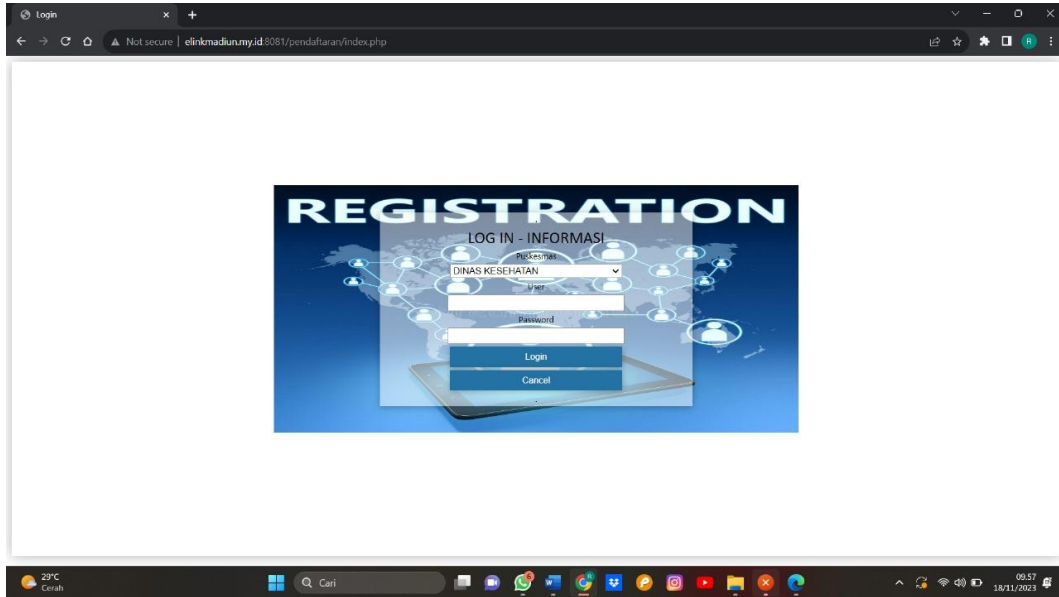 Login
Not secure | elinkmadiun.my.id:8081/pendaftaran/index.php
R
REGISTRATION
LOG IN - INFORMASI
Puskesmas
DINAS KESEHATAN
User
Password
Login
Cancel
29°C
Cerah
Cari
09.57
18/11/2023